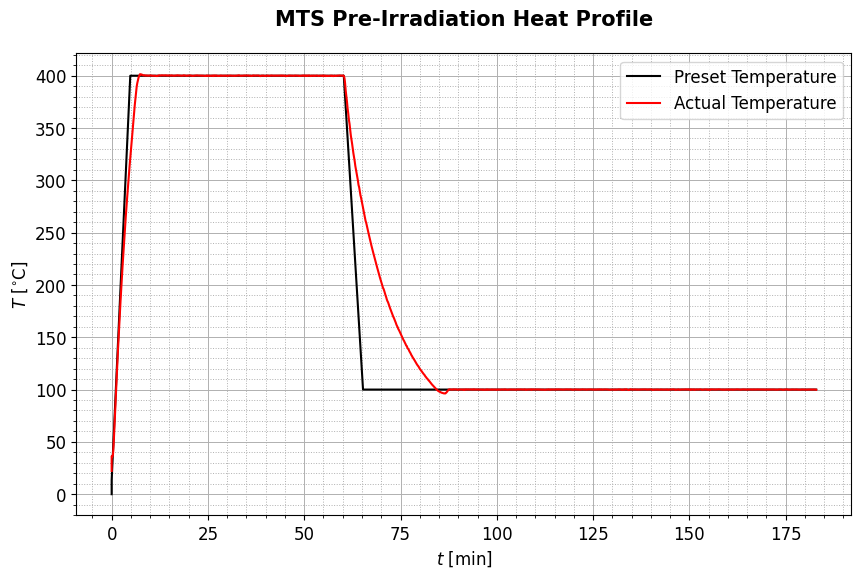 MTS Pre-Irradiation Heat Profile
Preset Temperature
Actual Temperature
400
350
300
250
200
150
100
50
0
T [°C]
0 25 50 75 100 125 150 175
t [min]